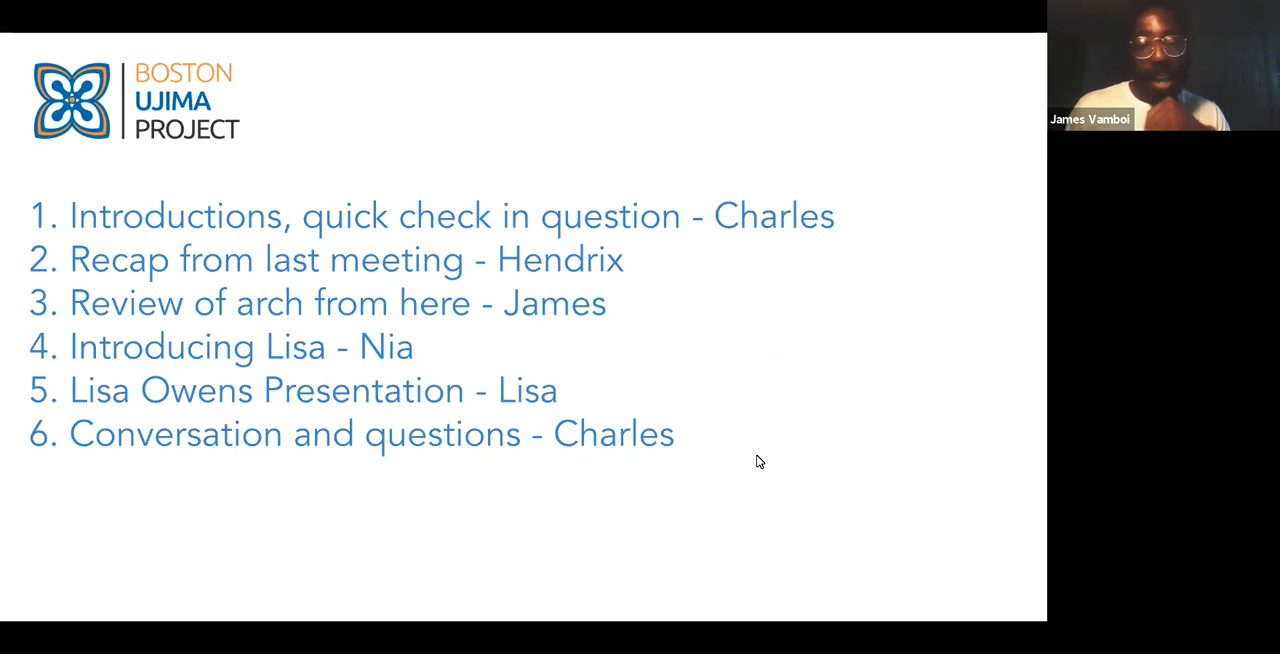 BOSTON
UJIMA
PROJECT
James Vamboi
1. Introductions, quick check in question - Charles
2. Recap from last meeting - Hendrix
3. Review of arch from here - James
4. Introducing Lisa - Nia
5. Lisa Owens Presentation - Lisa
6. Conversation and questions - Charles